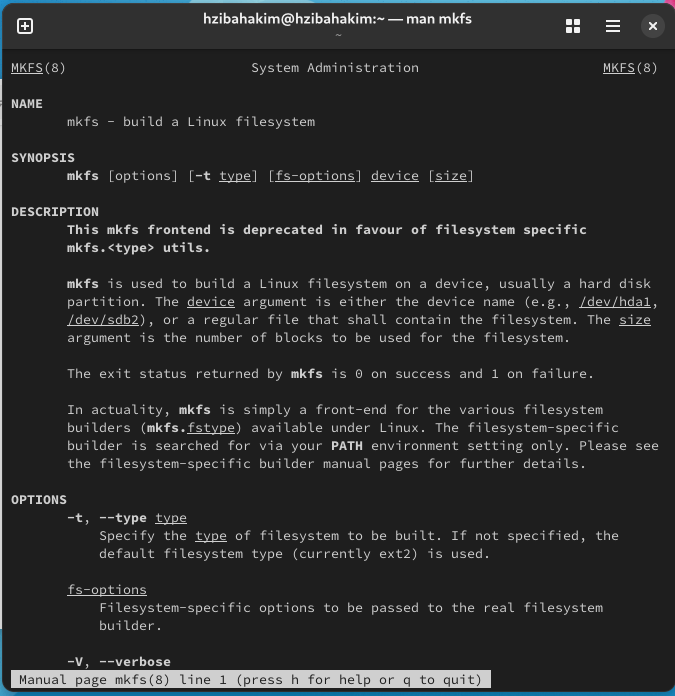 hzibahakim@hzibahakim:~ — man mkfs
~
MKFS(8) System Administration MKFS(8)
NAME
mkfs - build a Linux filesystem
SYNOPSIS
mkfs [options] [-t type] [fs-options] device [size]
DESCRIPTION
This mkfs frontend is deprecated in favour of filesystem specific
mkfs.<type> utils.
mkfs is used to build a Linux filesystem on a device, usually a hard disk
partition. The device argument is either the device name (e.g., /dev/hda1,
/dev/sdb2), or a regular file that shall contain the filesystem. The size
argument is the number of blocks to be used for the filesystem.
The exit status returned by mkfs is 0 on success and 1 on failure.
In actuality, mkfs is simply a front-end for the various filesystem
builders (mkfs.fstype) available under Linux. The filesystem-specific
builder is searched for via your PATH environment setting only. Please see
the filesystem-specific builder manual pages for further details.
OPTIONS
-t, --type type
Specify the type of filesystem to be built. If not specified, the
default filesystem type (currently ext2) is used.
fs-options
Filesystem-specific options to be passed to the real filesystem
builder.
-V, --verbose
Manual page mkfs(8) line 1 (press h for help or q to quit)